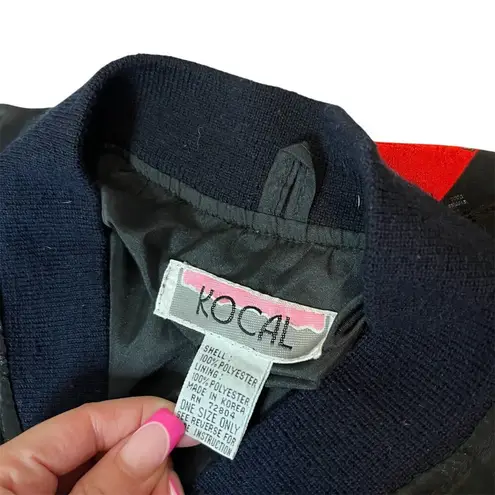 KOCAL
SHELL:
100% POLYESTER
LINING:
100% POLYESTER
MADE IN KOREA
RN 72804
ONE SIZE ONLY
SEE REVERSE FOR
INSTRUCTION